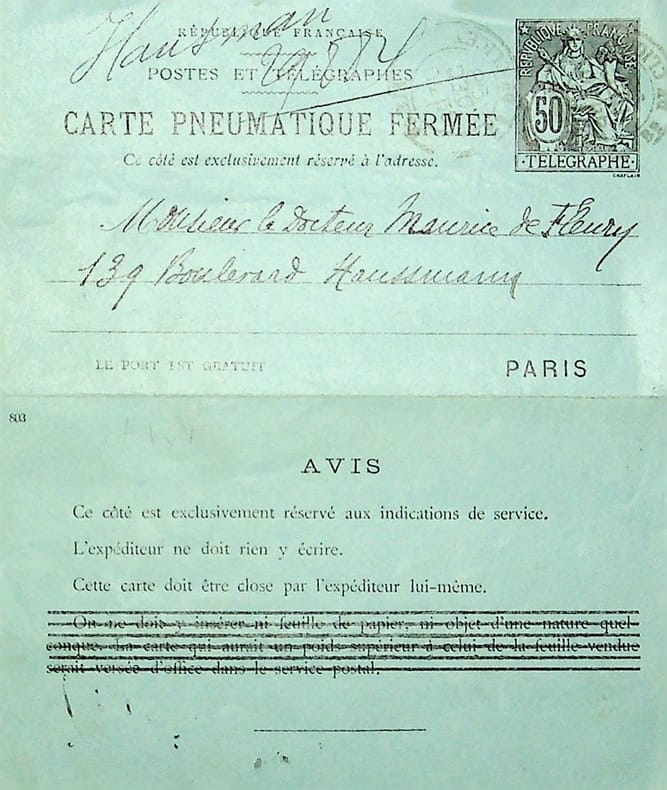 RÉPUBLIQUE FRANÇAISE
Hausman
POSTES ET TÉLÉGRAPHES
CARTE PNEUMATIQUE FERMÉE
Ce côté est exclusivement réservé à l'adresse.
REPUBLIQUE FRANÇAISE
50
TELEGRAPHE
CHAPLAIN
Monsieur le Docteur Maurice de Fleury
139 Boulevard Haussmann
LE PORT EST GRATUIT
PARIS
803
AVIS
Ce côté est exclusivement réservé aux indications de service.
L'expéditeur ne doit rien y écrire.
Cette carte doit être close par l'expéditeur lui-même.
On ne doit y insérer ni feuille de papier, ni objet d'une nature quel-
conque. La carte qui aurait un poids supérieur à celui de la feuille vendue
serait versée d'office dans le service postal.